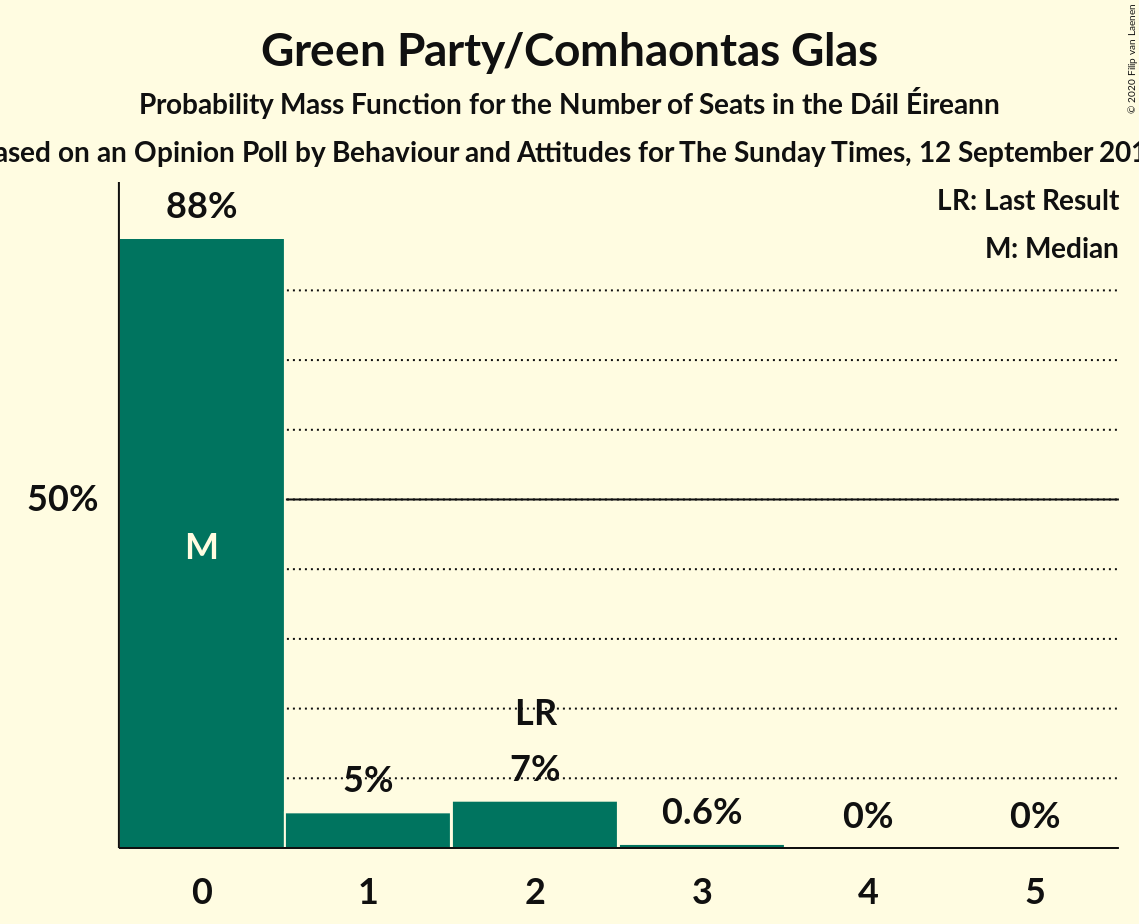 Green Party/Comhaontas Glas
Probability Mass Function for the Number of Seats in the Dáil Éireann
on an Opinion Poll by Behaviour and Attitudes for The Sunday Times, 12 September
© 2020 Filip van Laenen
LR: Last Result
M: Median
88%
50%
M
LR
5%
7%
0.6%
0%
0%
0
1
2
3
4
5